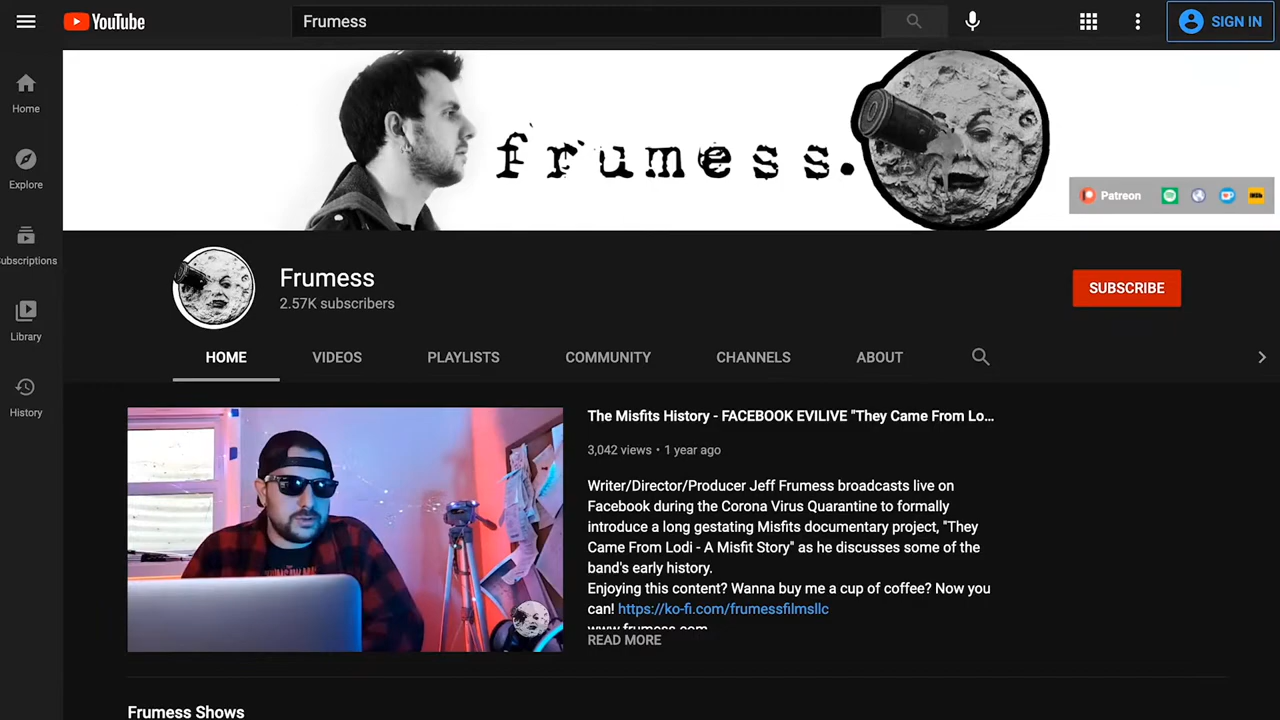 YouTube
Frumess
SIGN IN
Home
Explore
Subscriptions
Library
History
frumess.
Patreon
Frumess
2.57K subscribers
SUBSCRIBE
HOME VIDEOS PLAYLISTS COMMUNITY CHANNELS ABOUT
The Misfits History - FACEBOOK EVILIVE "They Came From Lo...
3,042 views • 1 year ago
Writer/Director/Producer Jeff Frumess broadcasts live on
Facebook during the Corona Virus Quarantine to formally
introduce a long gestating Misfits documentary project, "They
Came From Lodi - A Misfit Story" as he discusses some of the
band's early history.
Enjoying this content? Wanna buy me a cup of coffee? Now you
can! https://ko-fi.com/frumessfilmsllc
www.frumess.com
READ MORE
Frumess Shows